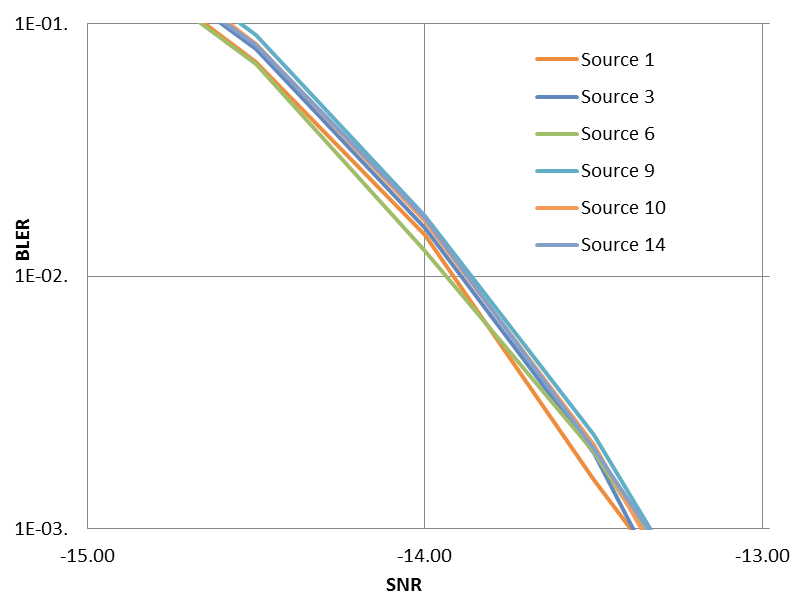 1E-01.
Source 1
Source 3
Source 6
Source 9
Source 10
Source 14
BLER
1E-02.
1E-03.
-15.00 -14.00 -13.00
SNR